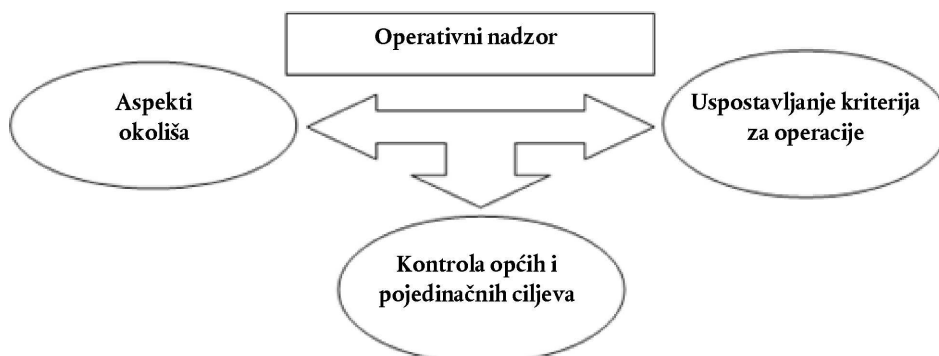 Operativni nadzor
Aspekti
okoliša
Uspostavljanje kriterija
za operacije
Kontrola općih i
pojedinačnih ciljeva